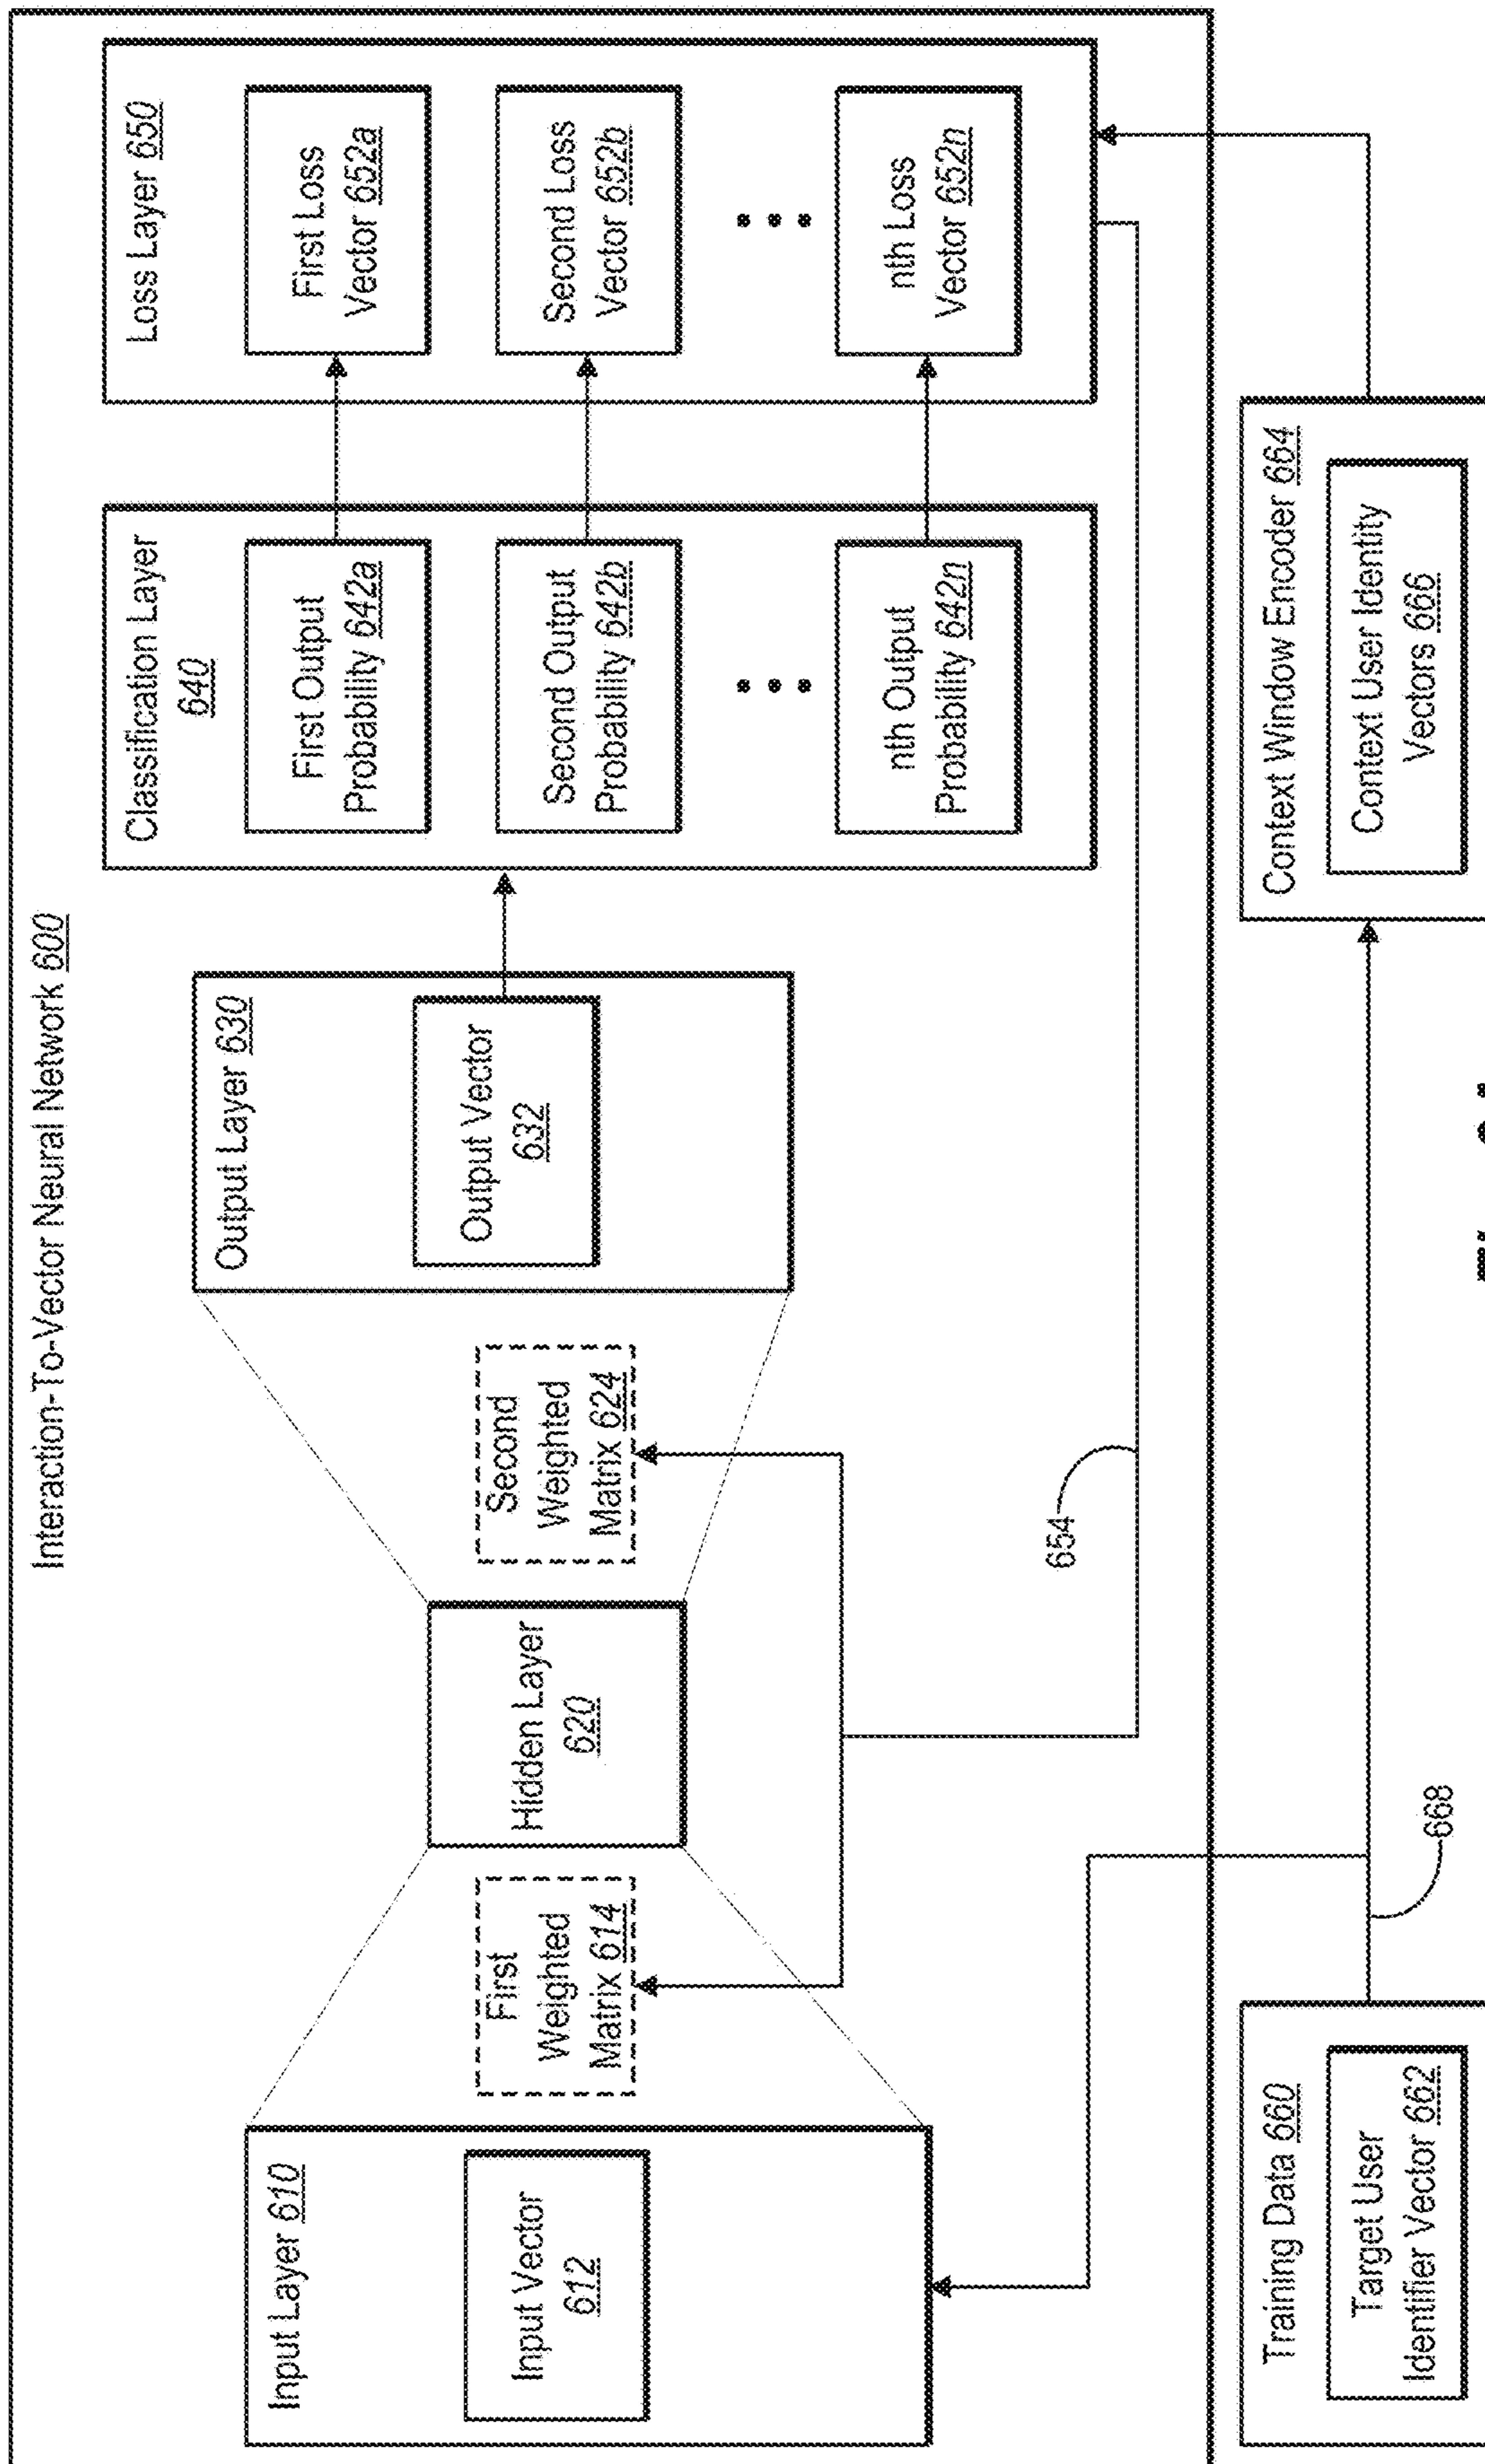 Interaction-To-Vector Neural Network 600
Input Layer 610
Input Vector
612
First
Weighted
Matrix 614
Hidden Layer
620
Second
Weighted
Matrix 624
Output Layer 630
Output Vector
632
Classification Layer
640
First Output
Probability 642a
Second Output
Probability 642b
nth Output
Probability 642n
Loss Layer 650
First Loss
Vector 652a
Second Loss
Vector 652b
nth Loss
Vector 652n
654
Training Data 660
Target User
Identifier Vector 662
668
Context Window Encoder 664
Context User Identity
Vectors 666